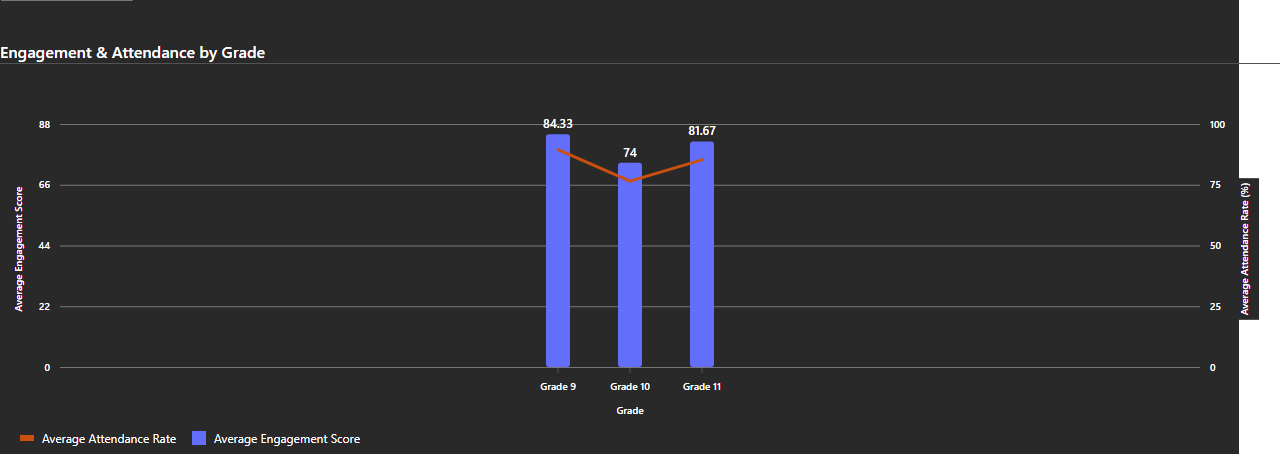 Engagement & Attendance by Grade
88
66
44
22
0
Average Engagement Score
84.33
74
81.67
100
75
50
25
0
Average Attendance Rate (%)
Grade 9
Grade 10
Grade 11
Grade
Average Attendance Rate
Average Engagement Score